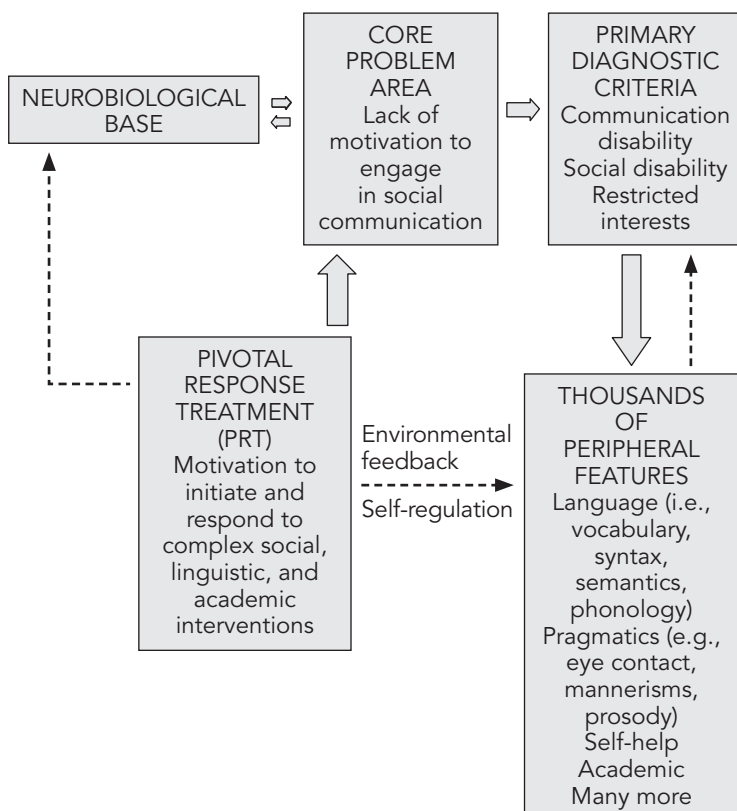 NEUROBIOLOGICAL
BASE
CORE
PROBLEM
AREA
Lack of
motivation to
engage
in social
communication
PRIMARY
DIAGNOSTIC
CRITERIA
Communication
disability
Social disability
Restricted
interests
PIVOTAL
RESPONSE
TREATMENT
(PRT)
Motivation to
initiate and
respond to
complex social,
linguistic, and
academic
interventions
Environmental
feedback
Self-regulation
THOUSANDS
OF
PERIPHERAL
FEATURES
Language (i.e.,
vocabulary,
syntax,
semantics,
phonology)
Pragmatics (e.g.,
eye contact,
mannerisms,
prosody)
Self-help
Academic
Many more